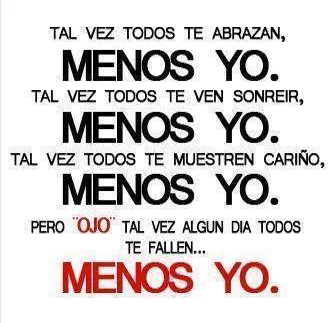 TAL VEZ TODOS TE ABRAZAN,
MENOS YO.
TAL VEZ TODOS TE VEN SONREIR,
MENOS YO.
TAL VEZ TODOS TE MUESTREN CARIÑO,
MENOS YO.
PERO ¨OJO¨ TAL VEZ ALGUN DIA TODOS
TE FALLEN...
MENOS YO.